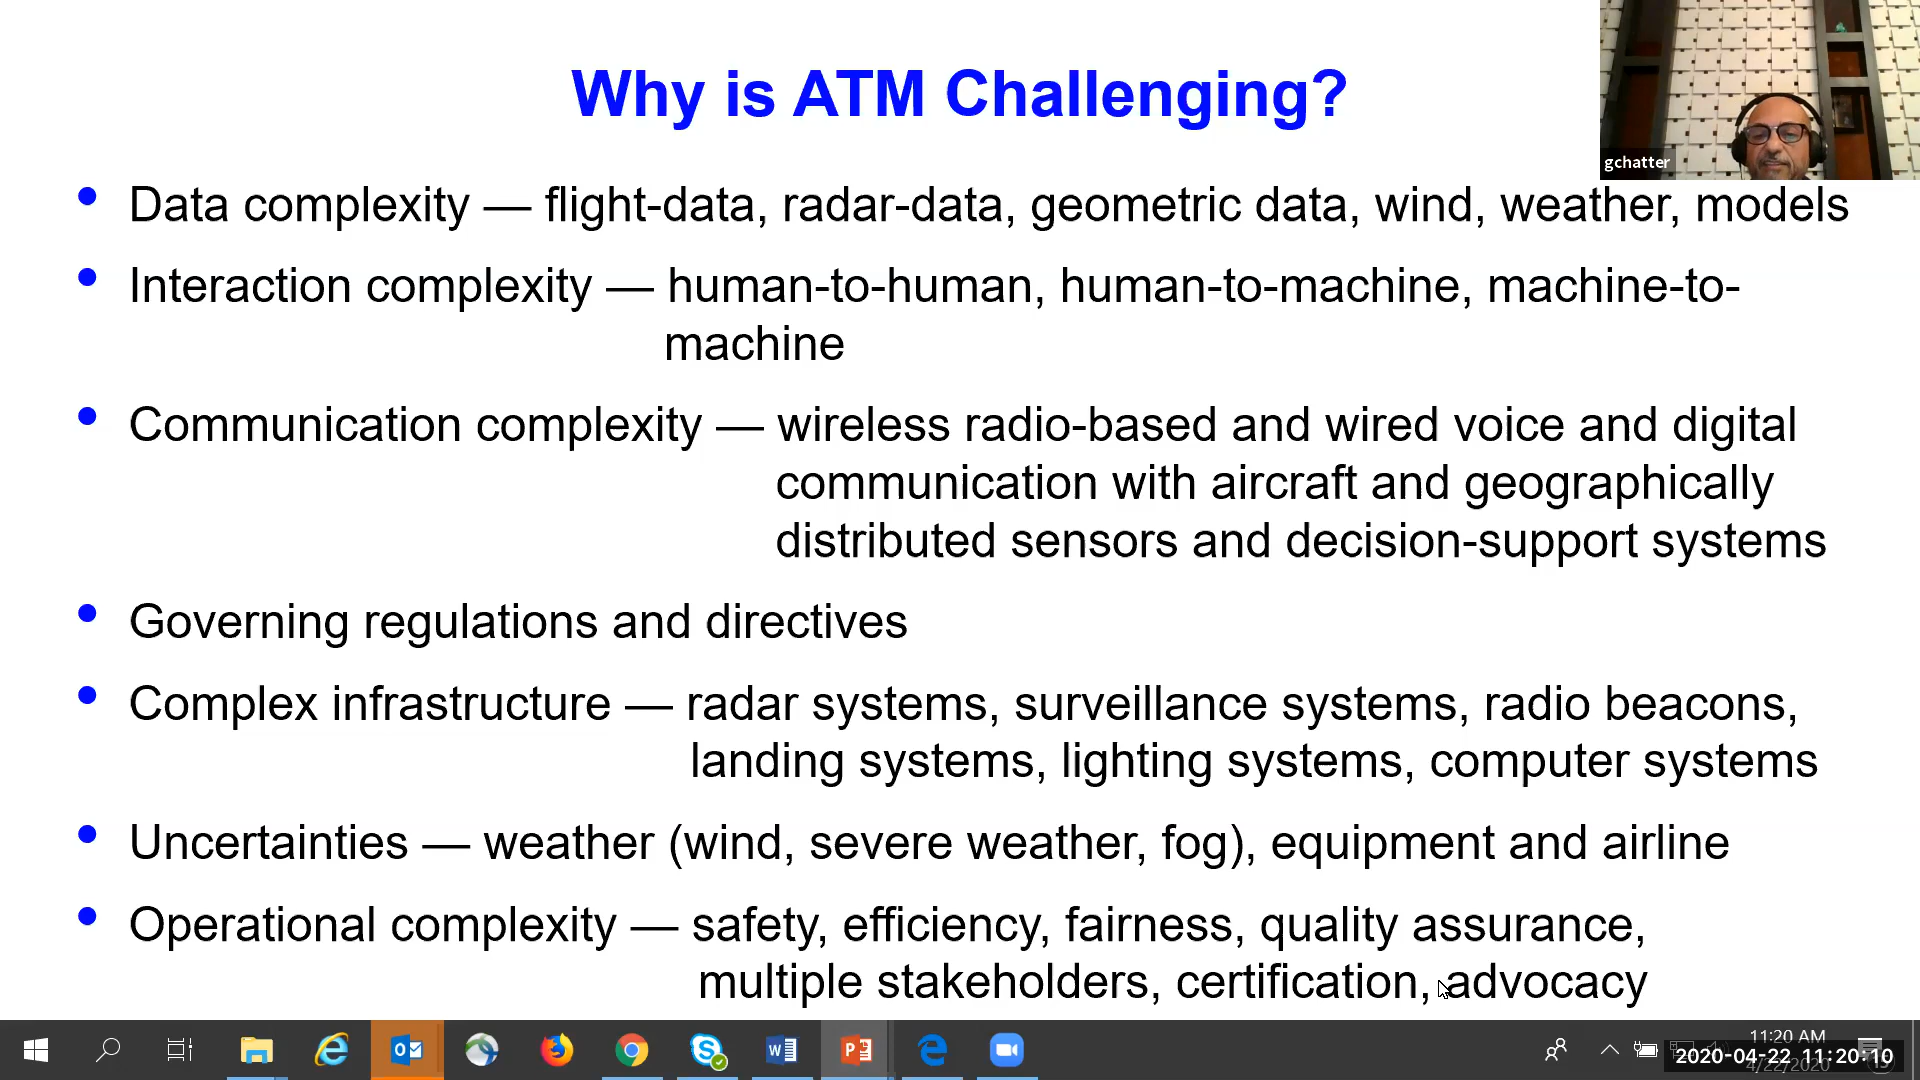 Why is ATM Challenging?
gchatter
• Data complexity — flight-data, radar-data, geometric data, wind, weather, models
• Interaction complexity — human-to-human, human-to-machine, machine-to-
machine
• Communication complexity — wireless radio-based and wired voice and digital
communication with aircraft and geographically
distributed sensors and decision-support systems
• Governing regulations and directives
• Complex infrastructure — radar systems, surveillance systems, radio beacons,
landing systems, lighting systems, computer systems
• Uncertainties — weather (wind, severe weather, fog), equipment and airline
• Operational complexity — safety, efficiency, fairness, quality assurance,
multiple stakeholders, certification, advocacy
11:20 AM
2020-04-22 11:20:10
4/22/2020